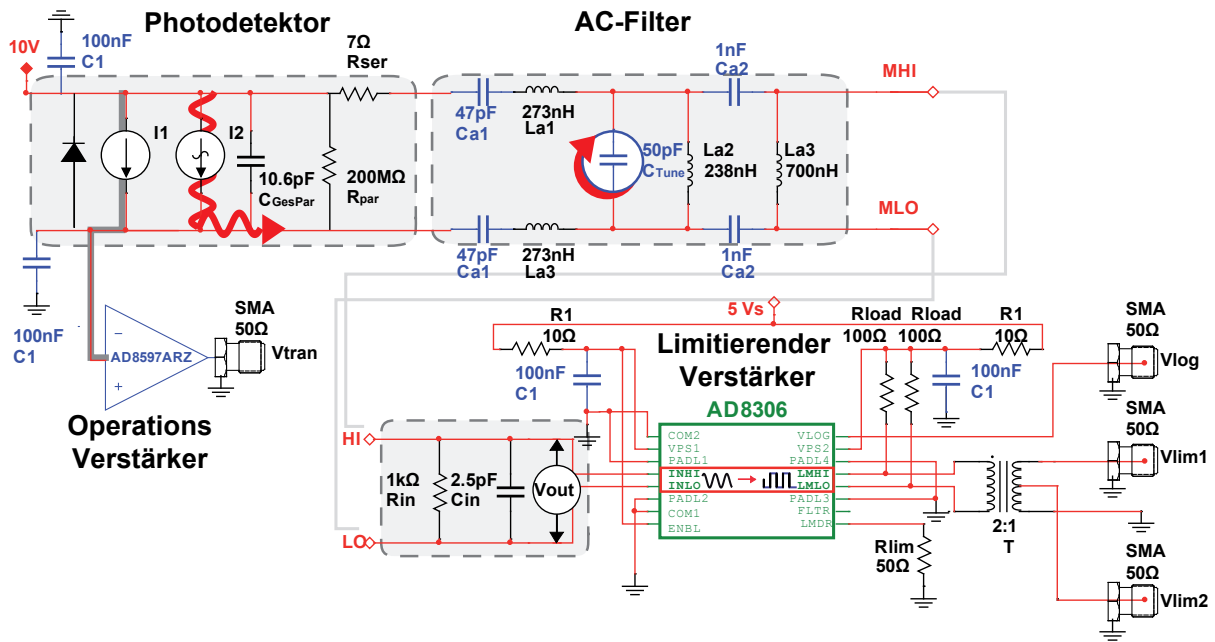 Photodetektor
AC-Filter
10V
100nF
C1
7Ω
Rser
I1
I2
10.6pF
CGesPar
200MΩ
Rpar
47pF
Ca1
273nH
La1
1nF
Ca2
50pF
CTune
La2
238nH
La3
700nH
MHI
47pF
Ca1
273nH
La3
1nF
Ca2
MLO
100nF
C1
AD8597ARZ
−
+
SMA
50Ω
Vtran
Operations
Verstärker
5 Vs
R1
10Ω
100nF
C1
Limitierender
Verstärker
AD8306
Rload
100Ω
Rload
100Ω
R1
10Ω
100nF
C1
SMA
50Ω
Vlog
HI
LO
1kΩ
Rin
2.5pF
Cin
Vout
COM2
VPS1
PADL1
INHI
INLO
PADL2
COM1
ENBL
VLOG
VPS2
PADL4
LMHI
LMLO
PADL3
FLTR
LMDR
Rlim
50Ω
2:1
T
SMA
50Ω
Vlim1
SMA
50Ω
Vlim2